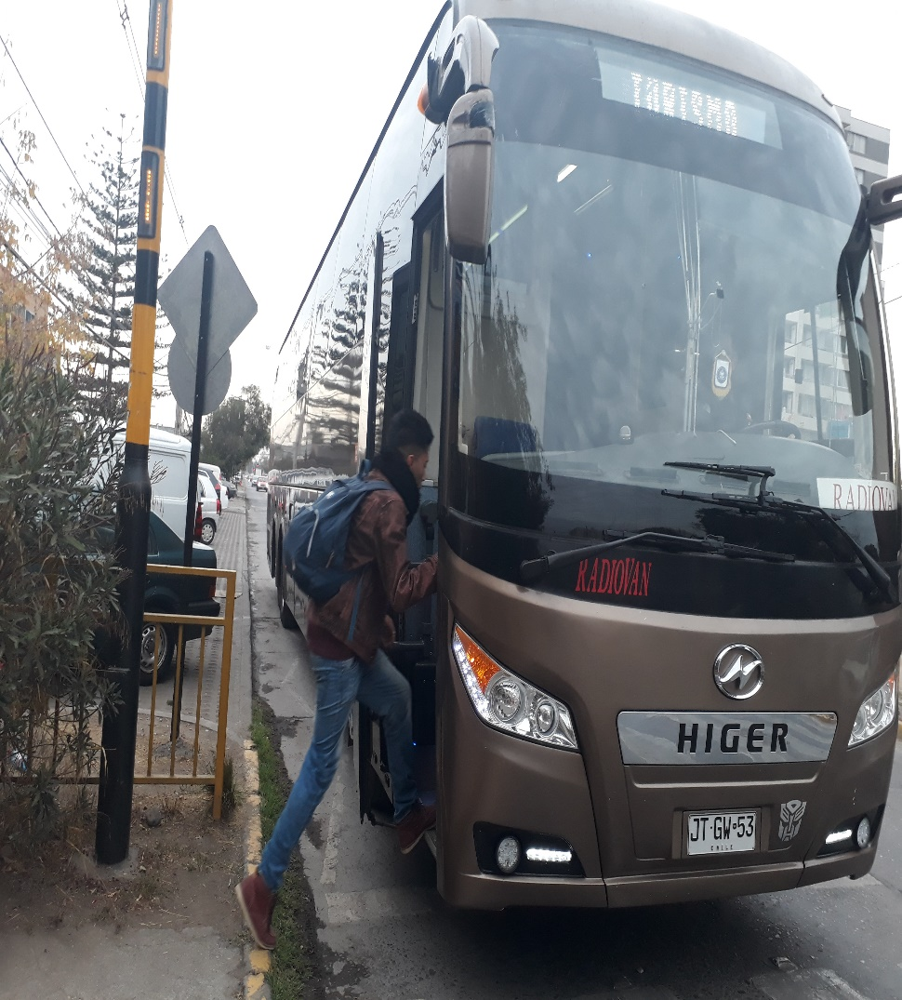 TURISMO
RADIOVAN
RADIOVAN
HIGER
JT·GW·53
CHILE